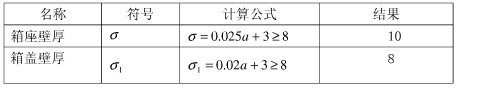 名称 符号 计算公式 结果
箱座壁厚 σ σ = 0.025a + 3 ≥ 8 10
箱盖壁厚 σ₁ σ₁ = 0.02a + 3 ≥ 8 8